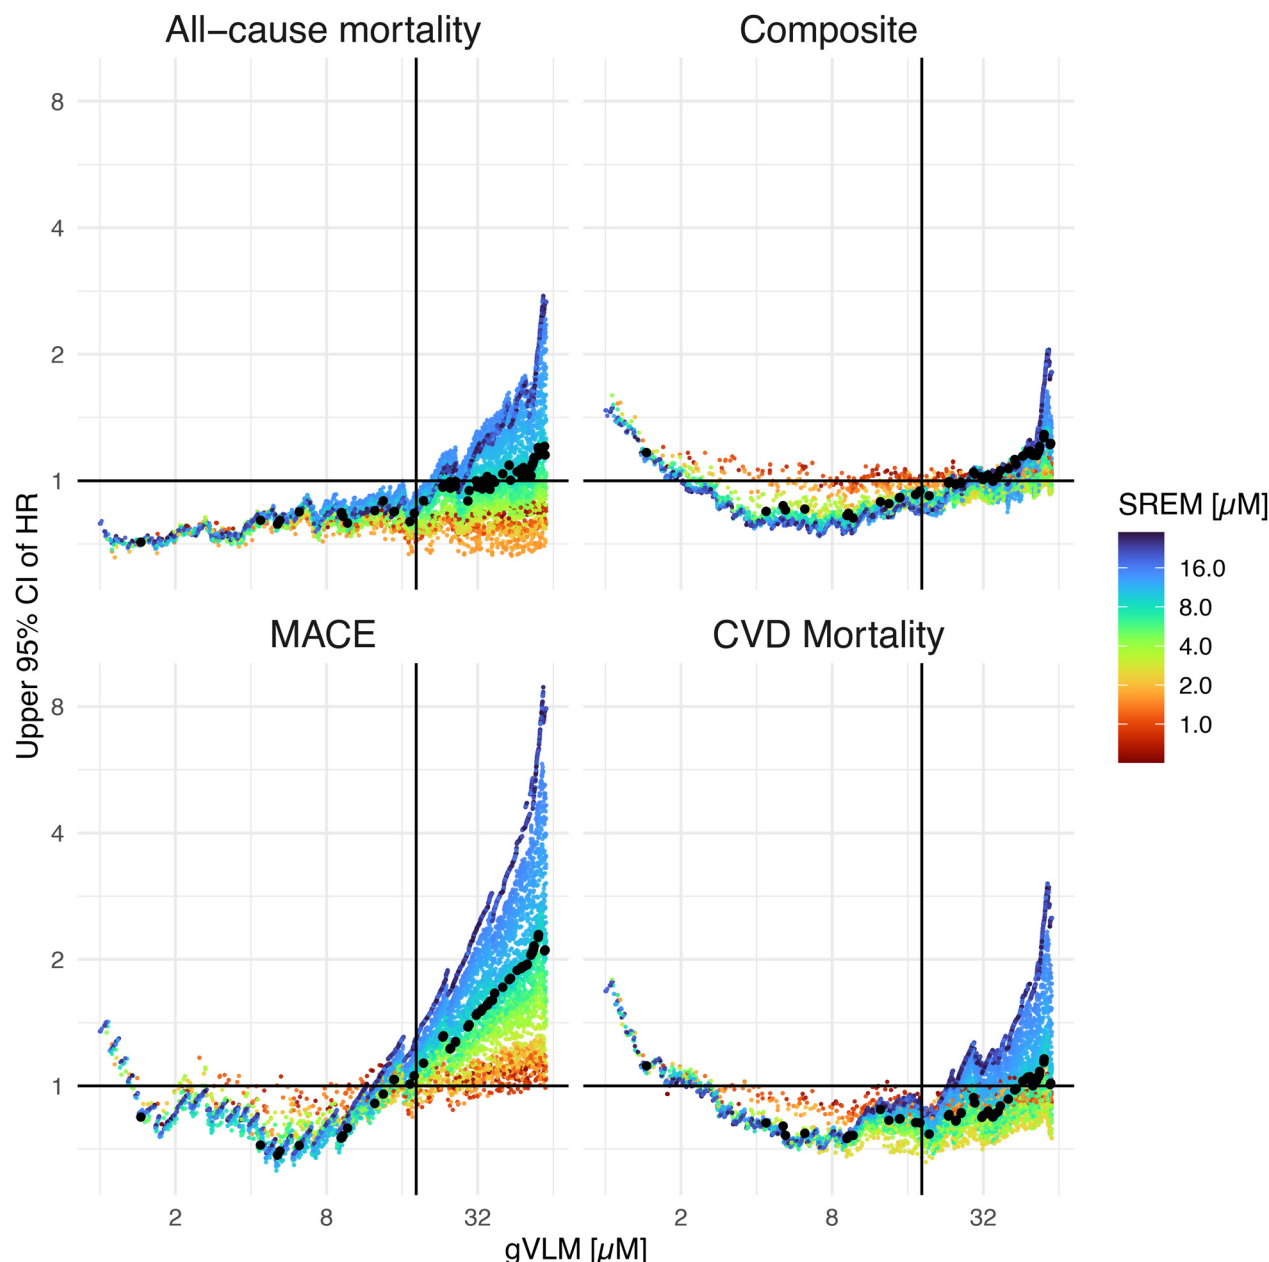 All−cause mortality
Composite
8
4
2
1
MACE
CVD Mortality
8
4
2
1
2
8
32
2
8
32
Upper 95% CI of HR
gVLM [µM]
SREM [µM]
16.0
8.0
4.0
2.0
1.0